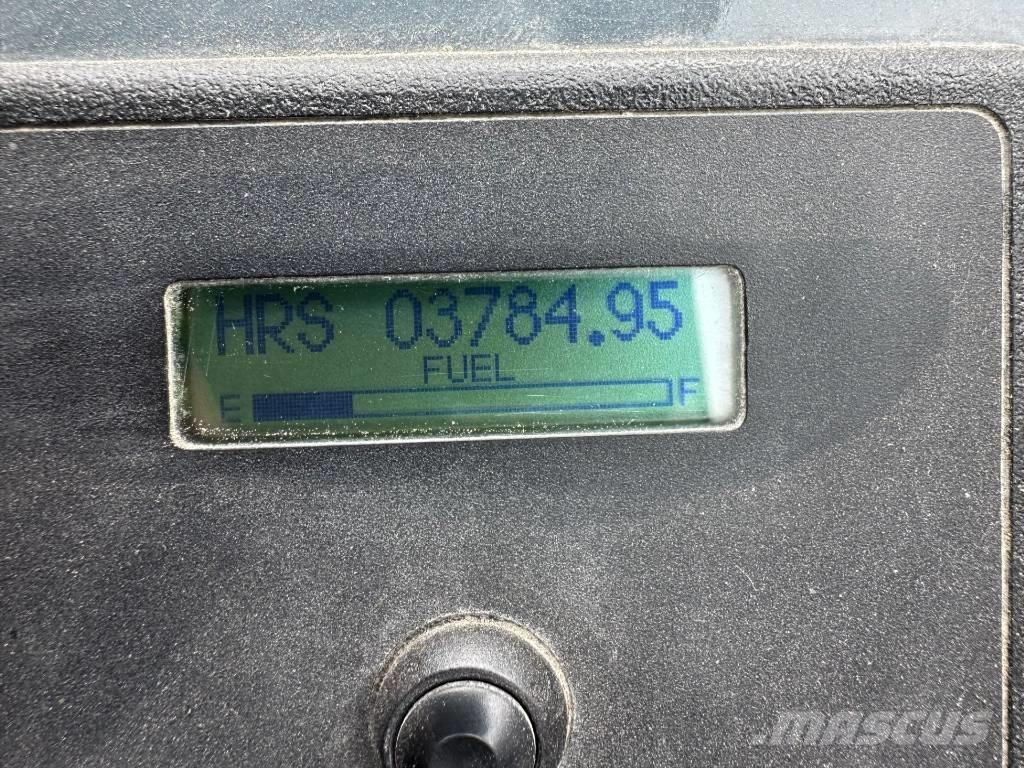 HRS 03784.95
FUEL
E F
MASCUS